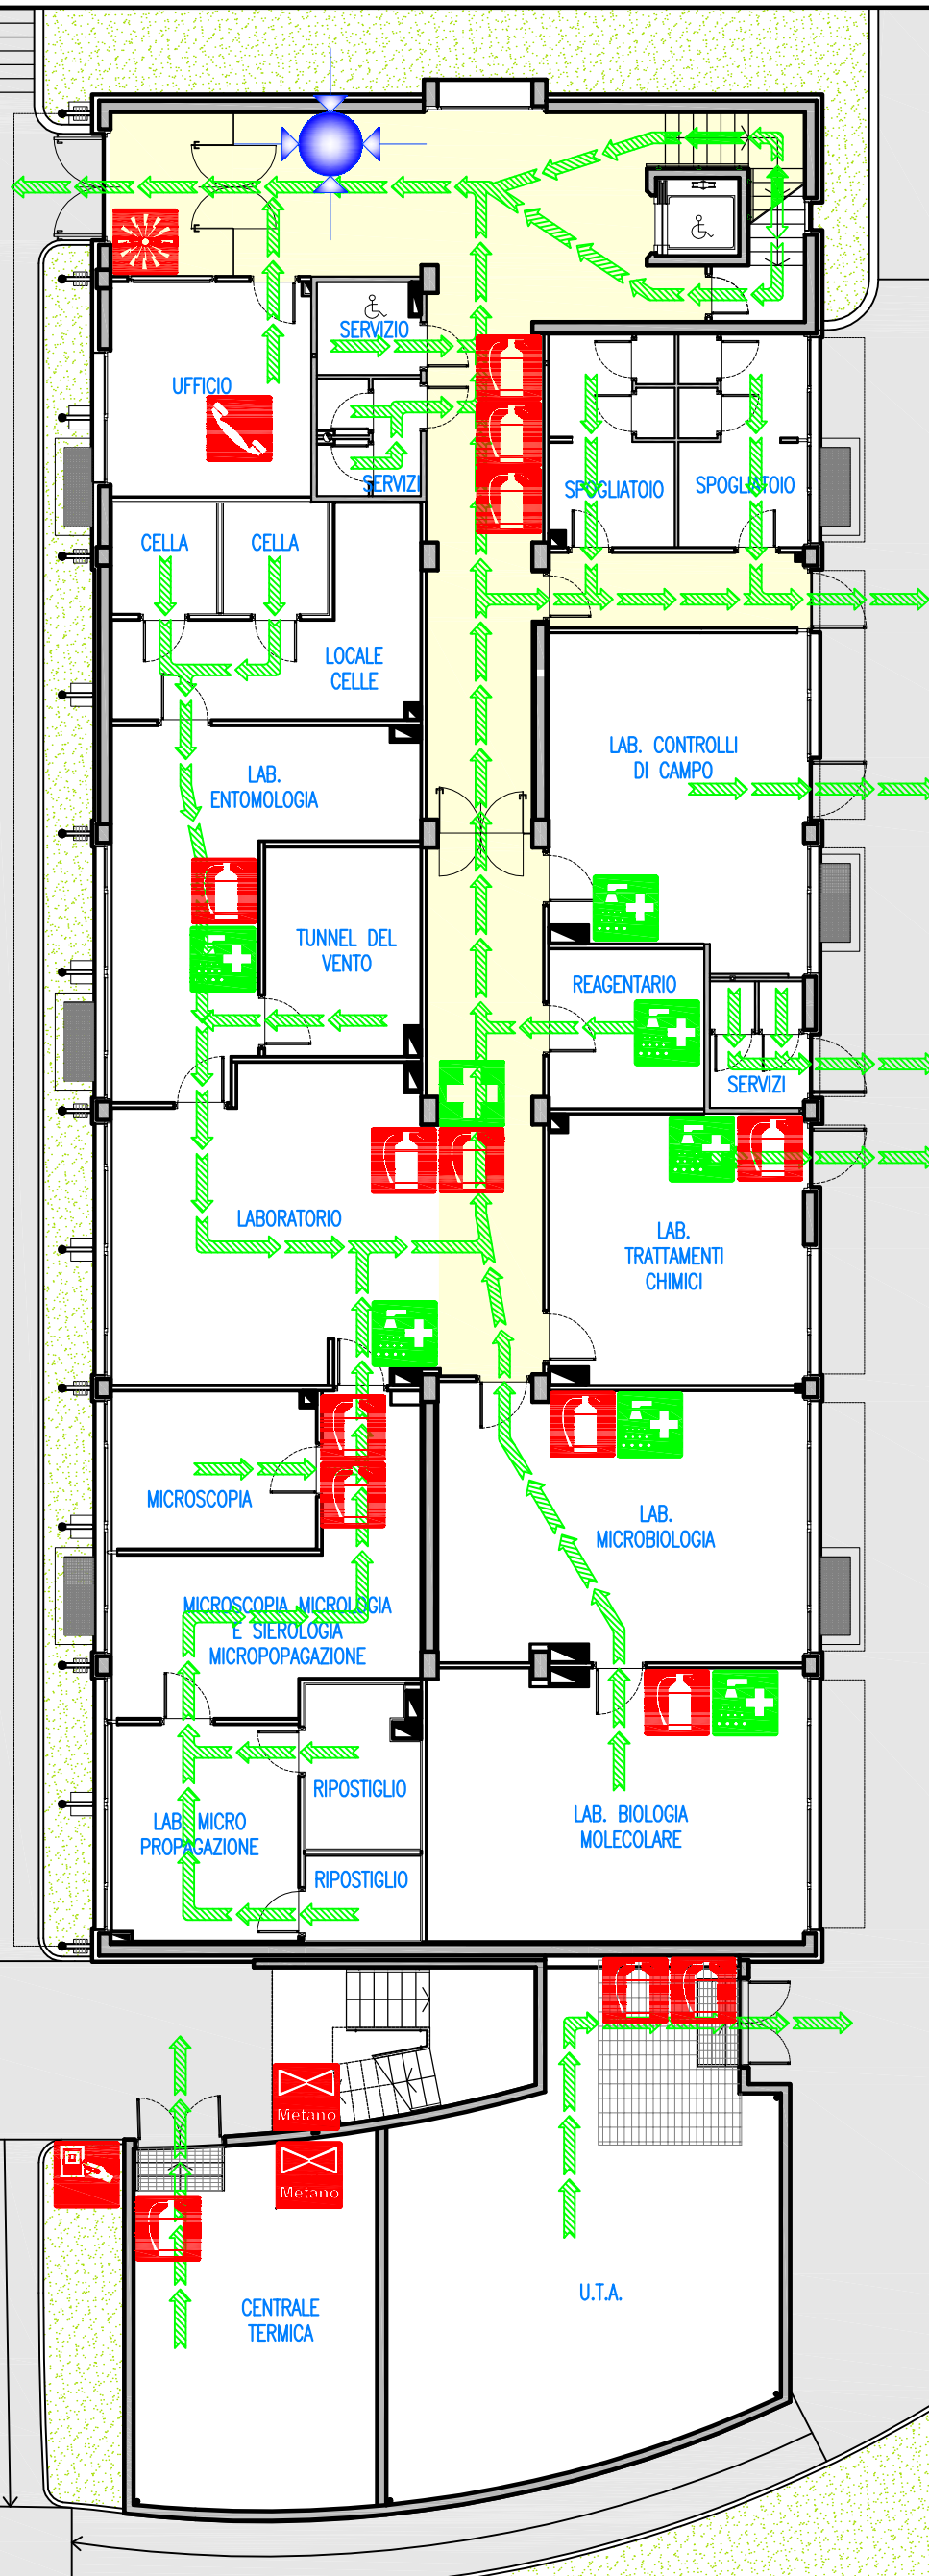 SERVIZIO
UFFICIO
SERVIZI
SPOGLIATOIO
SPOGLIATOIO
CELLA
CELLA
LOCALE
CELLE
LAB. CONTROLLI
DI CAMPO
LAB.
ENTOMOLOGIA
TUNNEL DEL
VENTO
REAGENTARIO
SERVIZI
LABORATORIO
LAB.
TRATTAMENTI
CHIMICI
MICROSCOPIA
LAB.
MICROBIOLOGIA
MICROSCOPIA MICROLOGIA
E SIEROLOGIA
MICROPOPAGAZIONE
RIPOSTIGLIO
LAB. MICRO
PROPAGAZIONE
LAB. BIOLOGIA
MOLECOLARE
RIPOSTIGLIO
Metano
Metano
U.T.A.
CENTRALE
TERMICA